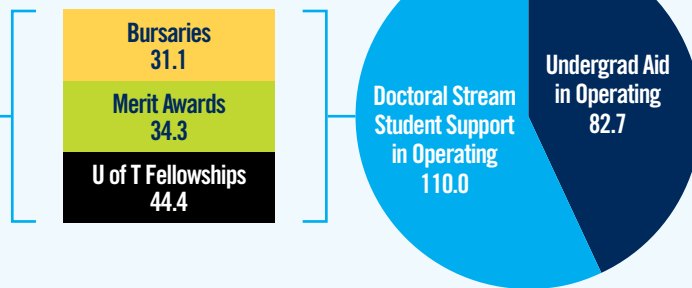 Bursaries
31.1
Merit Awards
34.3
U of T Fellowships
44.4
Doctoral Stream
Student Support
in Operating
110.0
Undergrad Aid
in Operating
82.7